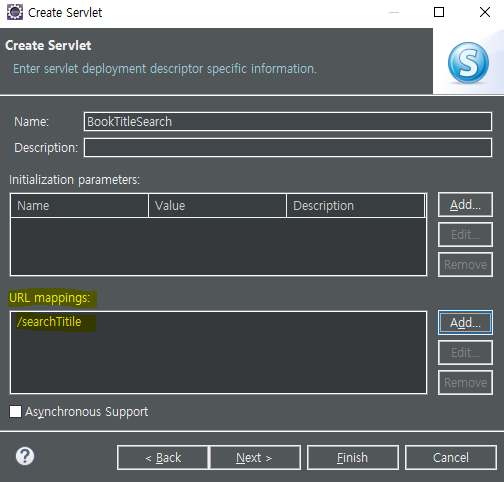 Create Servlet
Create Servlet
Enter servlet deployment descriptor specific information.
S
Name: BookTitleSearch
Description:
Initialization parameters:
Name Value Description
Add...
Edit...
Remove
URL mappings:
/searchTitile
Add...
Edit...
Remove
Asynchronous Support
? < Back Next > Finish Cancel